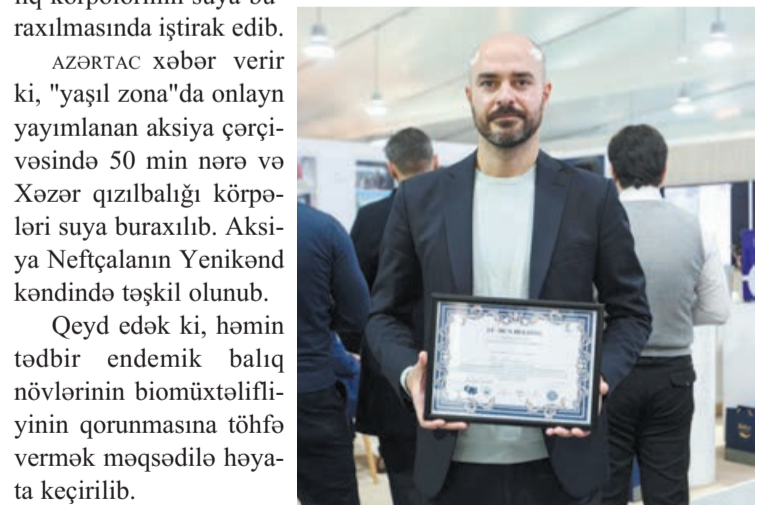 raxılmasında iştirak edib.
AZƏRTAC xəbər verir
ki, "yaşıl zona"da onlayn
yayımlanan aksiya çərçi-
vəsində 50 min nərə və
Xəzər qızılbalığı körpə-
ləri suya buraxılıb. Aksi-
ya Neftçalanın Yenikənd
kəndində təşkil olunub.
Qeyd edək ki, həmin
tədbir endemik balıq
növlərinin biomüxtəlifli-
yinin qorunmasına töhfə
vermək məqsədilə həya-
ta keçirilib.